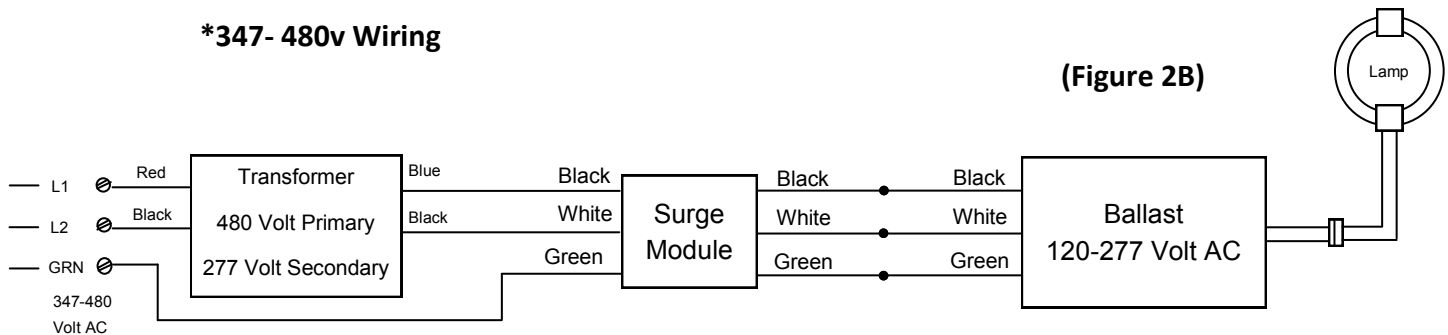 *347- 480v Wiring
(Figure 2B)
Lamp
L1
Red
Transformer
Blue
Black
Black
Black
L2
Black
480 Volt Primary
Black
White
Surge
Module
White
White
Ballast
120-277 Volt AC
GRN
277 Volt Secondary
Green
Green
Green
347-480
Volt AC